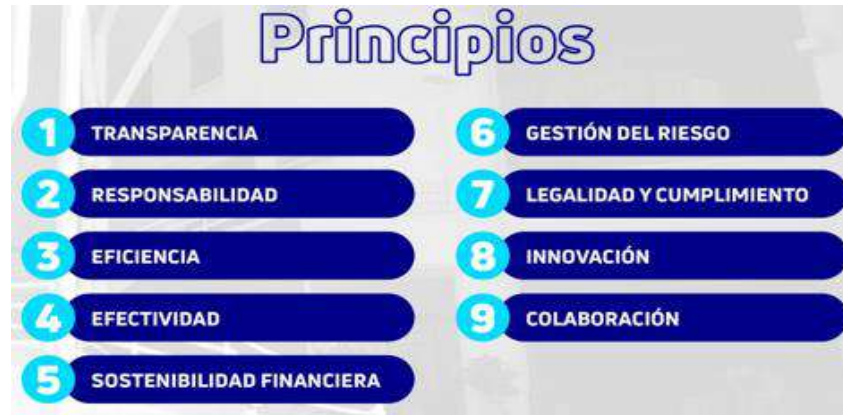 Principios
1 TRANSPARENCIA
2 RESPONSABILIDAD
3 EFICIENCIA
4 EFECTIVIDAD
5 SOSTENIBILIDAD FINANCIERA
6 GESTIÓN DEL RIESGO
7 LEGALIDAD Y CUMPLIMIENTO
8 INNOVACIÓN
9 COLABORACIÓN